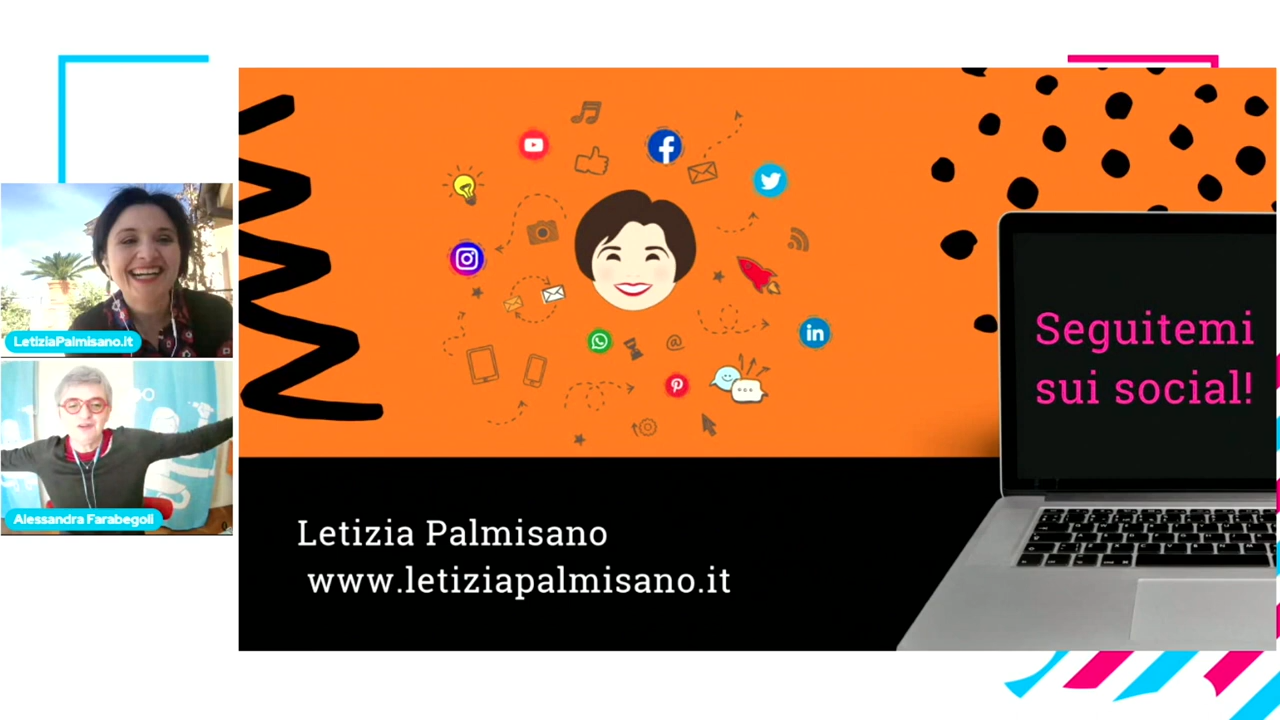 LetiziaPalmisano.it
Alessandra Farabegoli
Seguitemi
sui social!
Letizia Palmisano
www.letiziapalmisano.it